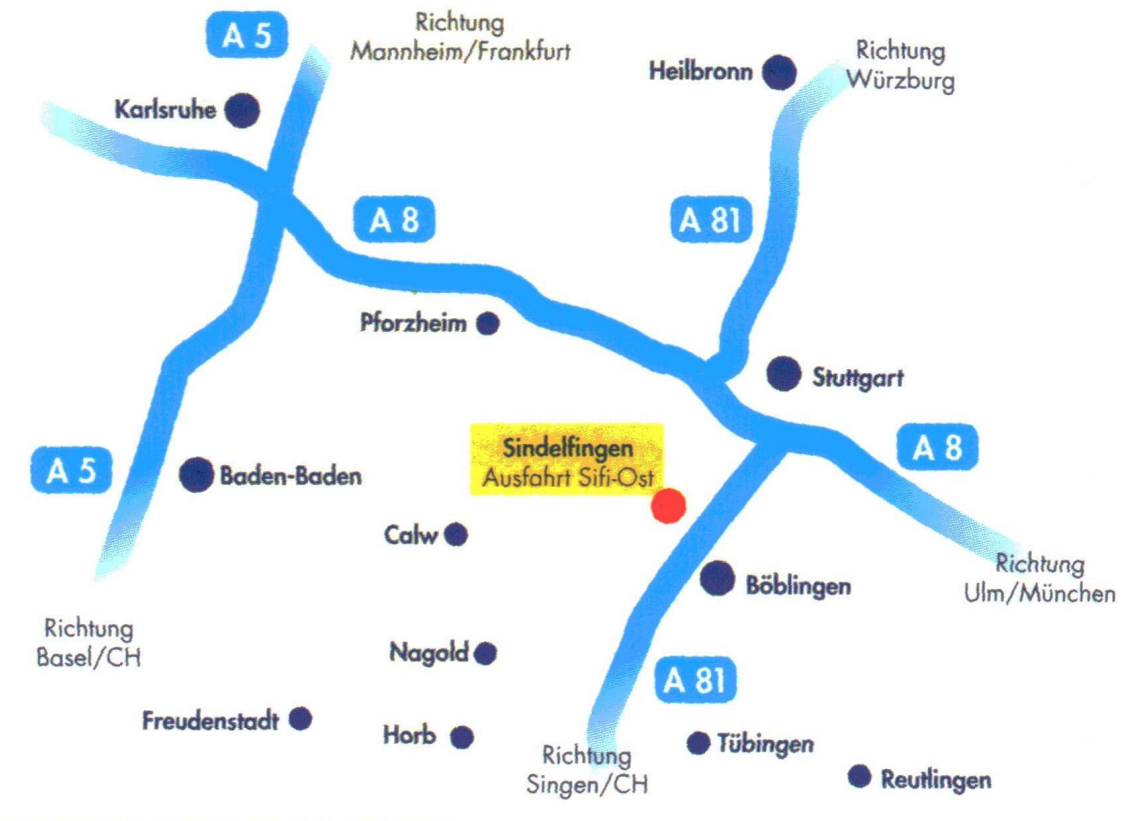 A 5
Richtung
Mannheim/Frankfurt
Heilbronn
Richtung
Würzburg
Karlsruhe
A 8
A 81
Pforzheim
Stuttgart
Sindelfingen
Ausfahrt Sifi-Ost
A 8
A 5
Baden-Baden
Calw
Richtung
Ulm/München
Böblingen
Richtung
Basel/CH
Nagold
A 81
Freudenstadt
Horb
Tübingen
Richtung
Singen/CH
Reutlingen